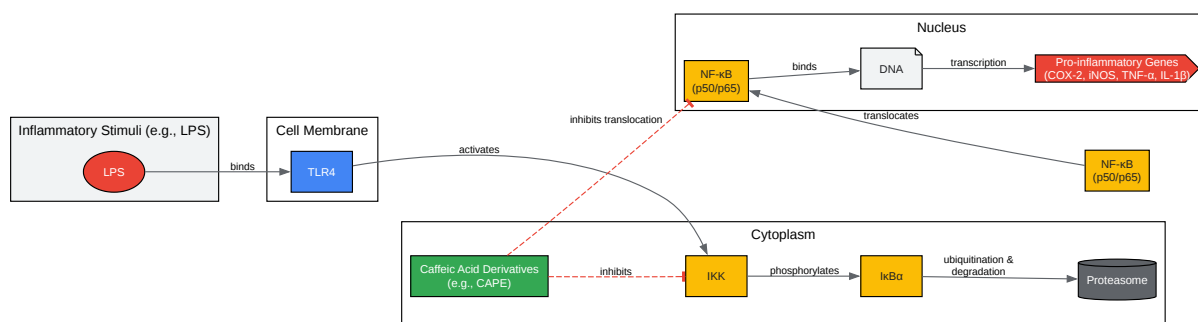 Nucleus
NF-κB
(p50/p65)
binds
DNA
transcription
Pro-inflammatory Genes
(COX-2, iNOS, TNF-α, IL-1β)
inhibits translocation
translocates
Inflammatory Stimuli (e.g., LPS)
LPS
binds
Cell Membrane
TLR4
activates
NF-κB
(p50/p65)
Cytoplasm
Caffeic Acid Derivatives
(e.g., CAPE)
inhibits
IKK
phosphorylates
IκBα
ubiquitination &
degradation
Proteasome